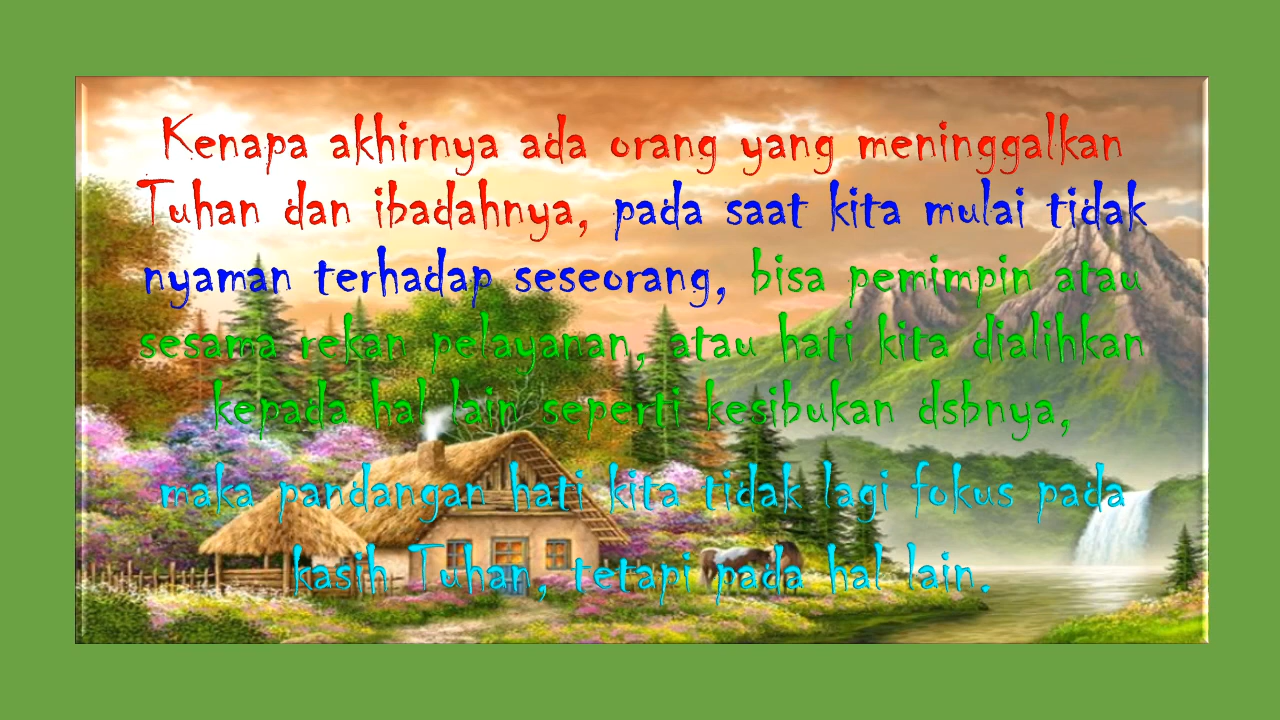 Kenapa akhirnya ada orang yang meninggalkan
Tuhan dan ibadahnya, pada saat kita mulai tidak
nyaman terhadap seseorang, bisa pemimpin atau
sesama rekan pelayanan, atau hati kita dialihkan
kepada hal lain seperti kesibukan dsbnya,
maka pandangan hati kita tidak lagi fokus pada
kasih Tuhan, tetapi pada hal lain.